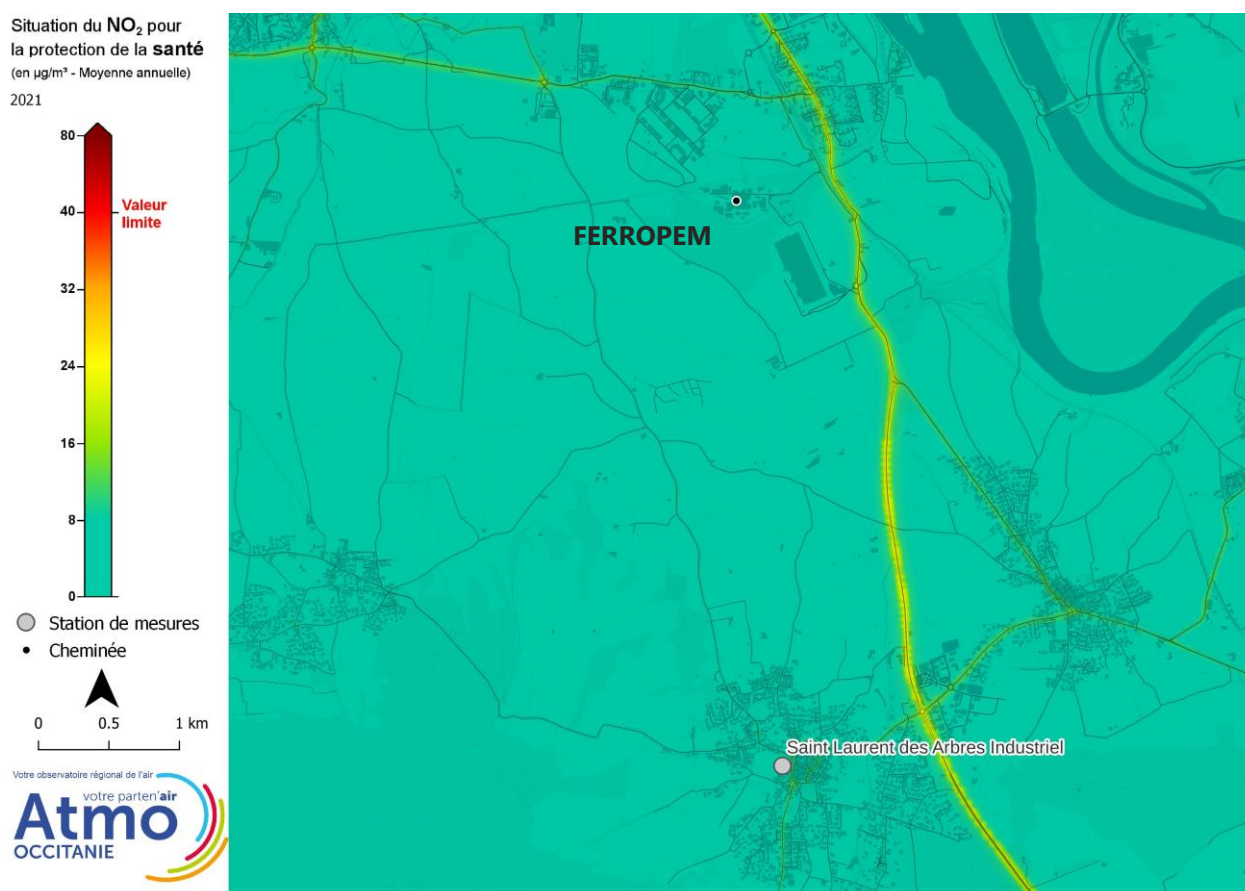 Situation du NO₂ pour
la protection de la santé
(en µg/m³ - Moyenne annuelle)
2021
80
40
Valeur
limite
32
24
16
8
0
Station de mesures
Cheminée
0 0.5 1 km
Votre observatoire régional de l'air
votre parten'air
Atmo
OCCITANIE
FERROPEM
Saint Laurent des Arbres Industriel